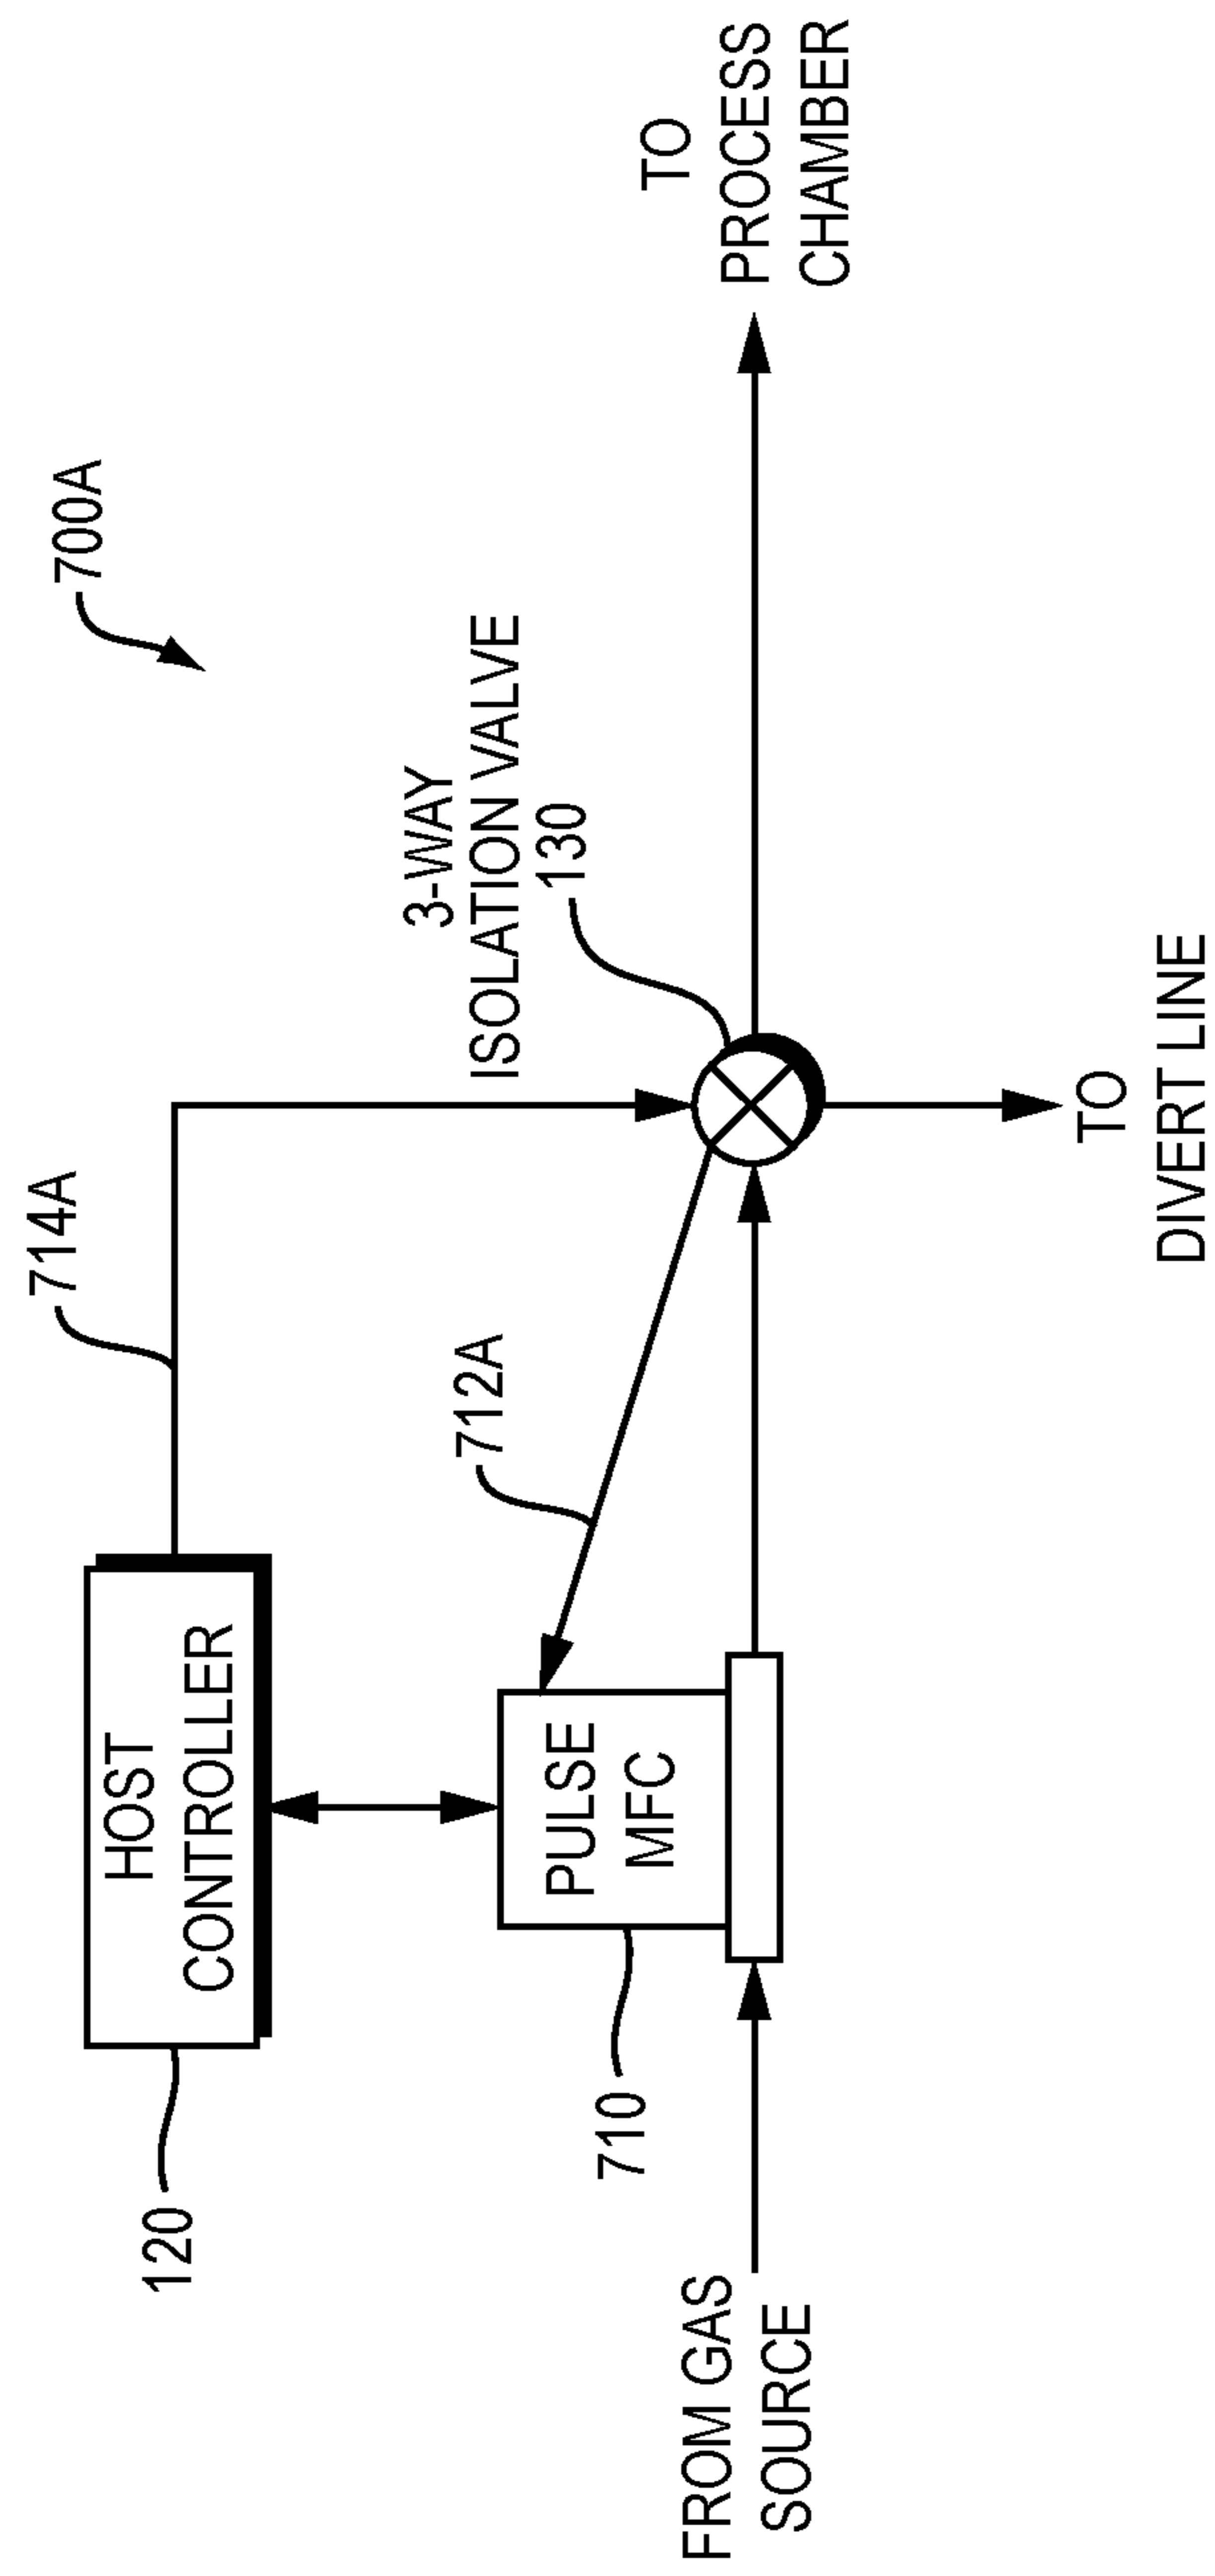 700A
714A
HOST
CONTROLLER
120
3-WAY
ISOLATION VALVE
130
712A
PULSE
MFC
710
FROM GAS
SOURCE
TO
PROCESS
CHAMBER
TO
DIVERT LINE